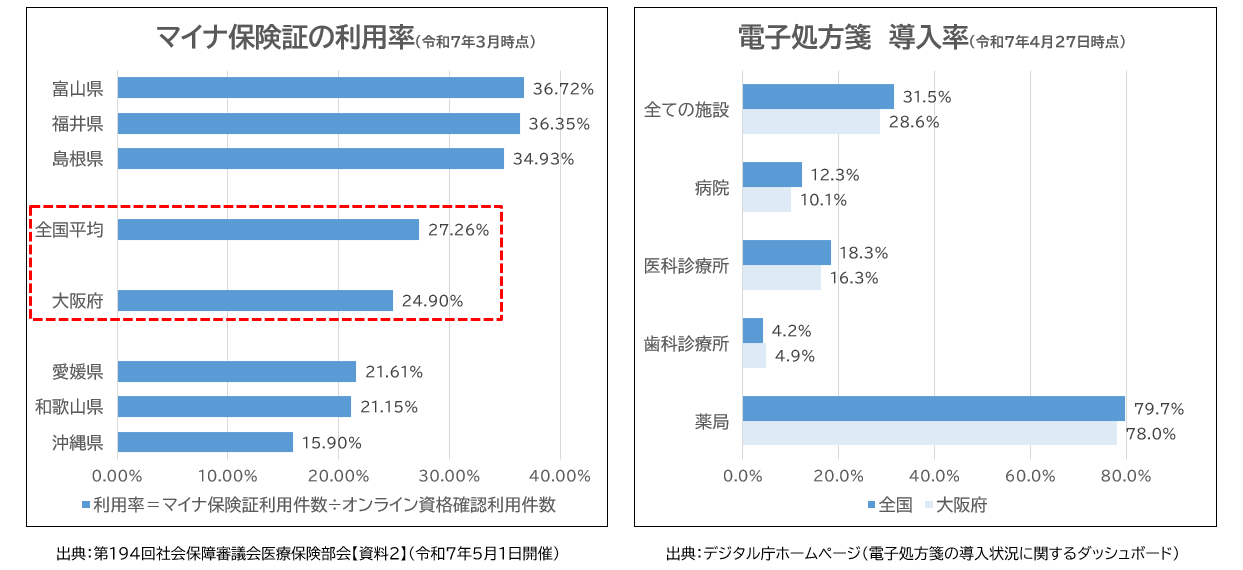 マイナ保険証の利用率(令和7年3月時点)
富山県 36.72%
福井県 36.35%
島根県 34.93%
全国平均 27.26%
大阪府 24.90%
愛媛県 21.61%
和歌山県 21.15%
沖縄県 15.90%
0.00% 10.00% 20.00% 30.00% 40.00%
■利用率=マイナ保険証利用件数÷オンライン資格確認利用件数
出典:第194回社会保障審議会医療保険部会【資料2】(令和7年5月1日開催)
電子処方箋 導入率(令和7年4月27日時点)
全ての施設 31.5%
28.6%
病院 12.3%
10.1%
医科診療所 18.3%
16.3%
歯科診療所 4.2%
4.9%
薬局 79.7%
78.0%
0.0% 20.0% 40.0% 60.0% 80.0%
■全国 ■大阪府
出典:デジタル庁ホームページ(電子処方箋の導入状況に関するダッシュボード)